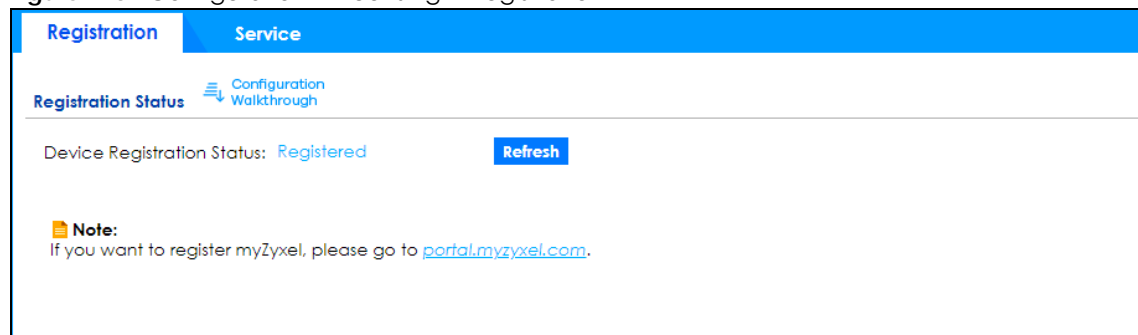 Registration Service
Configuration
Registration Status Walkthrough
Device Registration Status: Registered Refresh
Note:
If you want to register myZyxel, please go to portal.myzyxel.com.